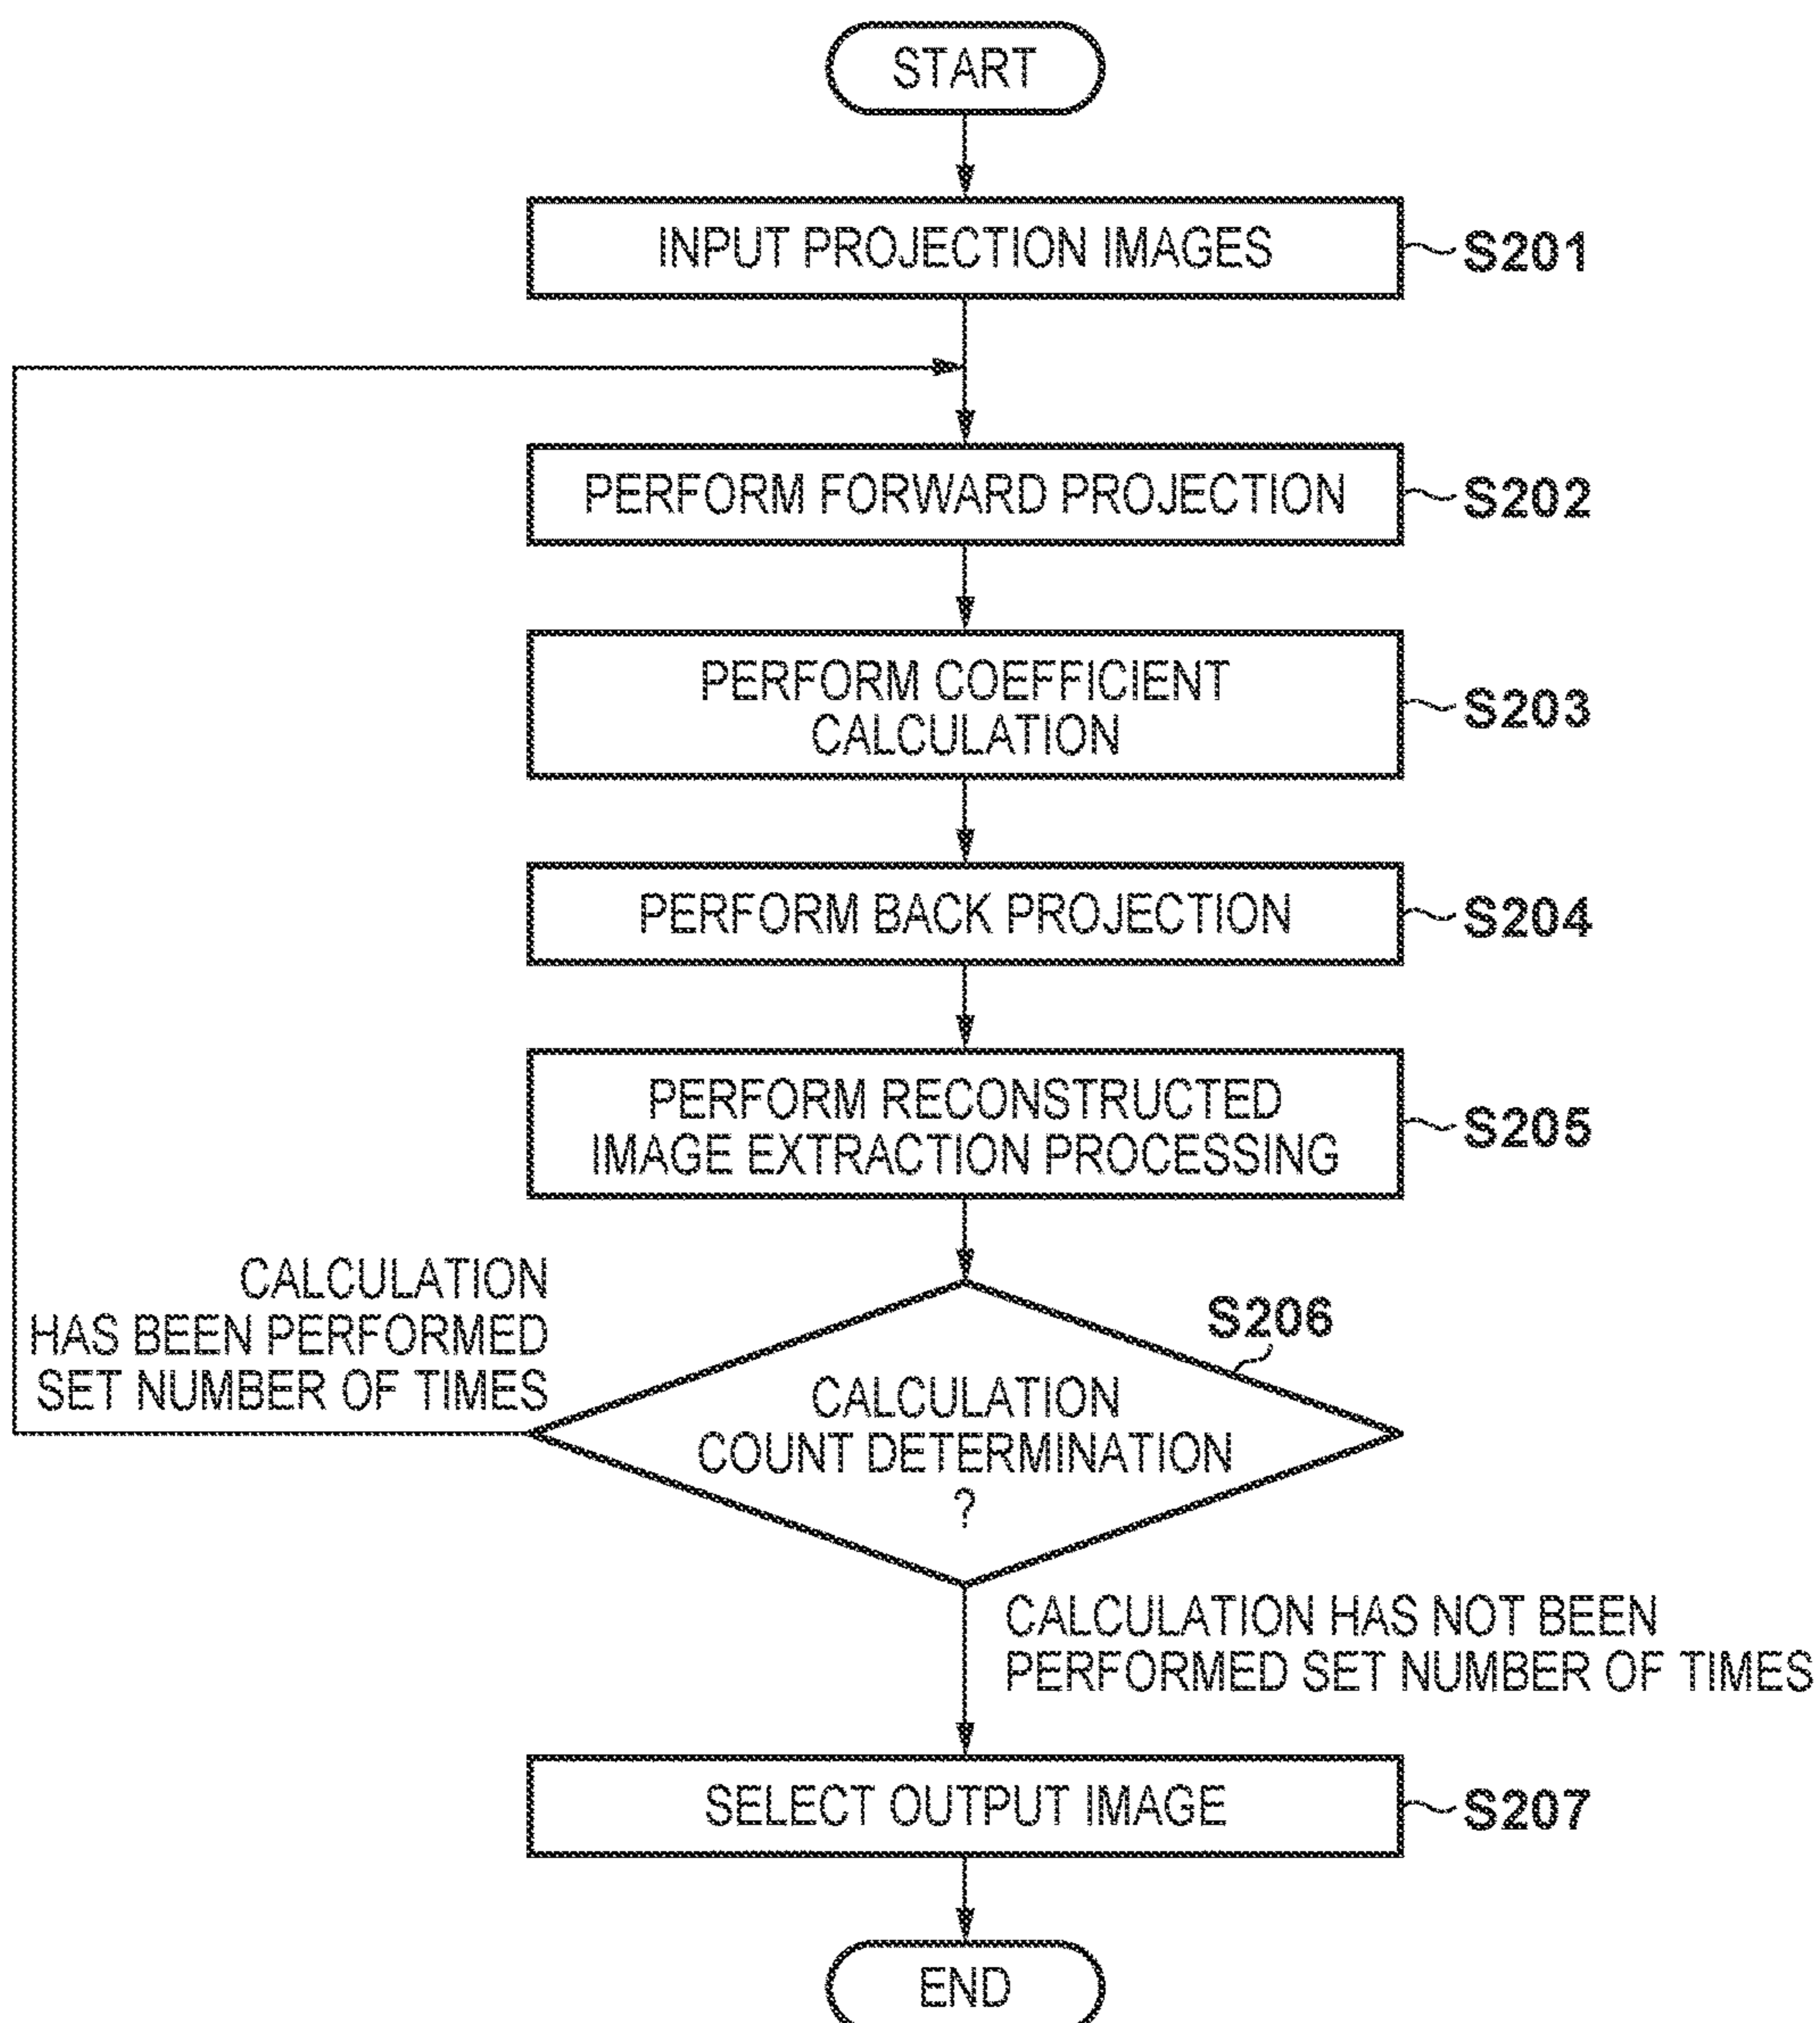 START
INPUT PROJECTION IMAGES
S201
PERFORM FORWARD PROJECTION
S202
PERFORM COEFFICIENT
CALCULATION
S203
PERFORM BACK PROJECTION
S204
PERFORM RECONSTRUCTED
IMAGE EXTRACTION PROCESSING
S205
CALCULATION
HAS BEEN PERFORMED
SET NUMBER OF TIMES
S206
CALCULATION
COUNT DETERMINATION
?
CALCULATION HAS NOT BEEN
PERFORMED SET NUMBER OF TIMES
SELECT OUTPUT IMAGE
S207
END